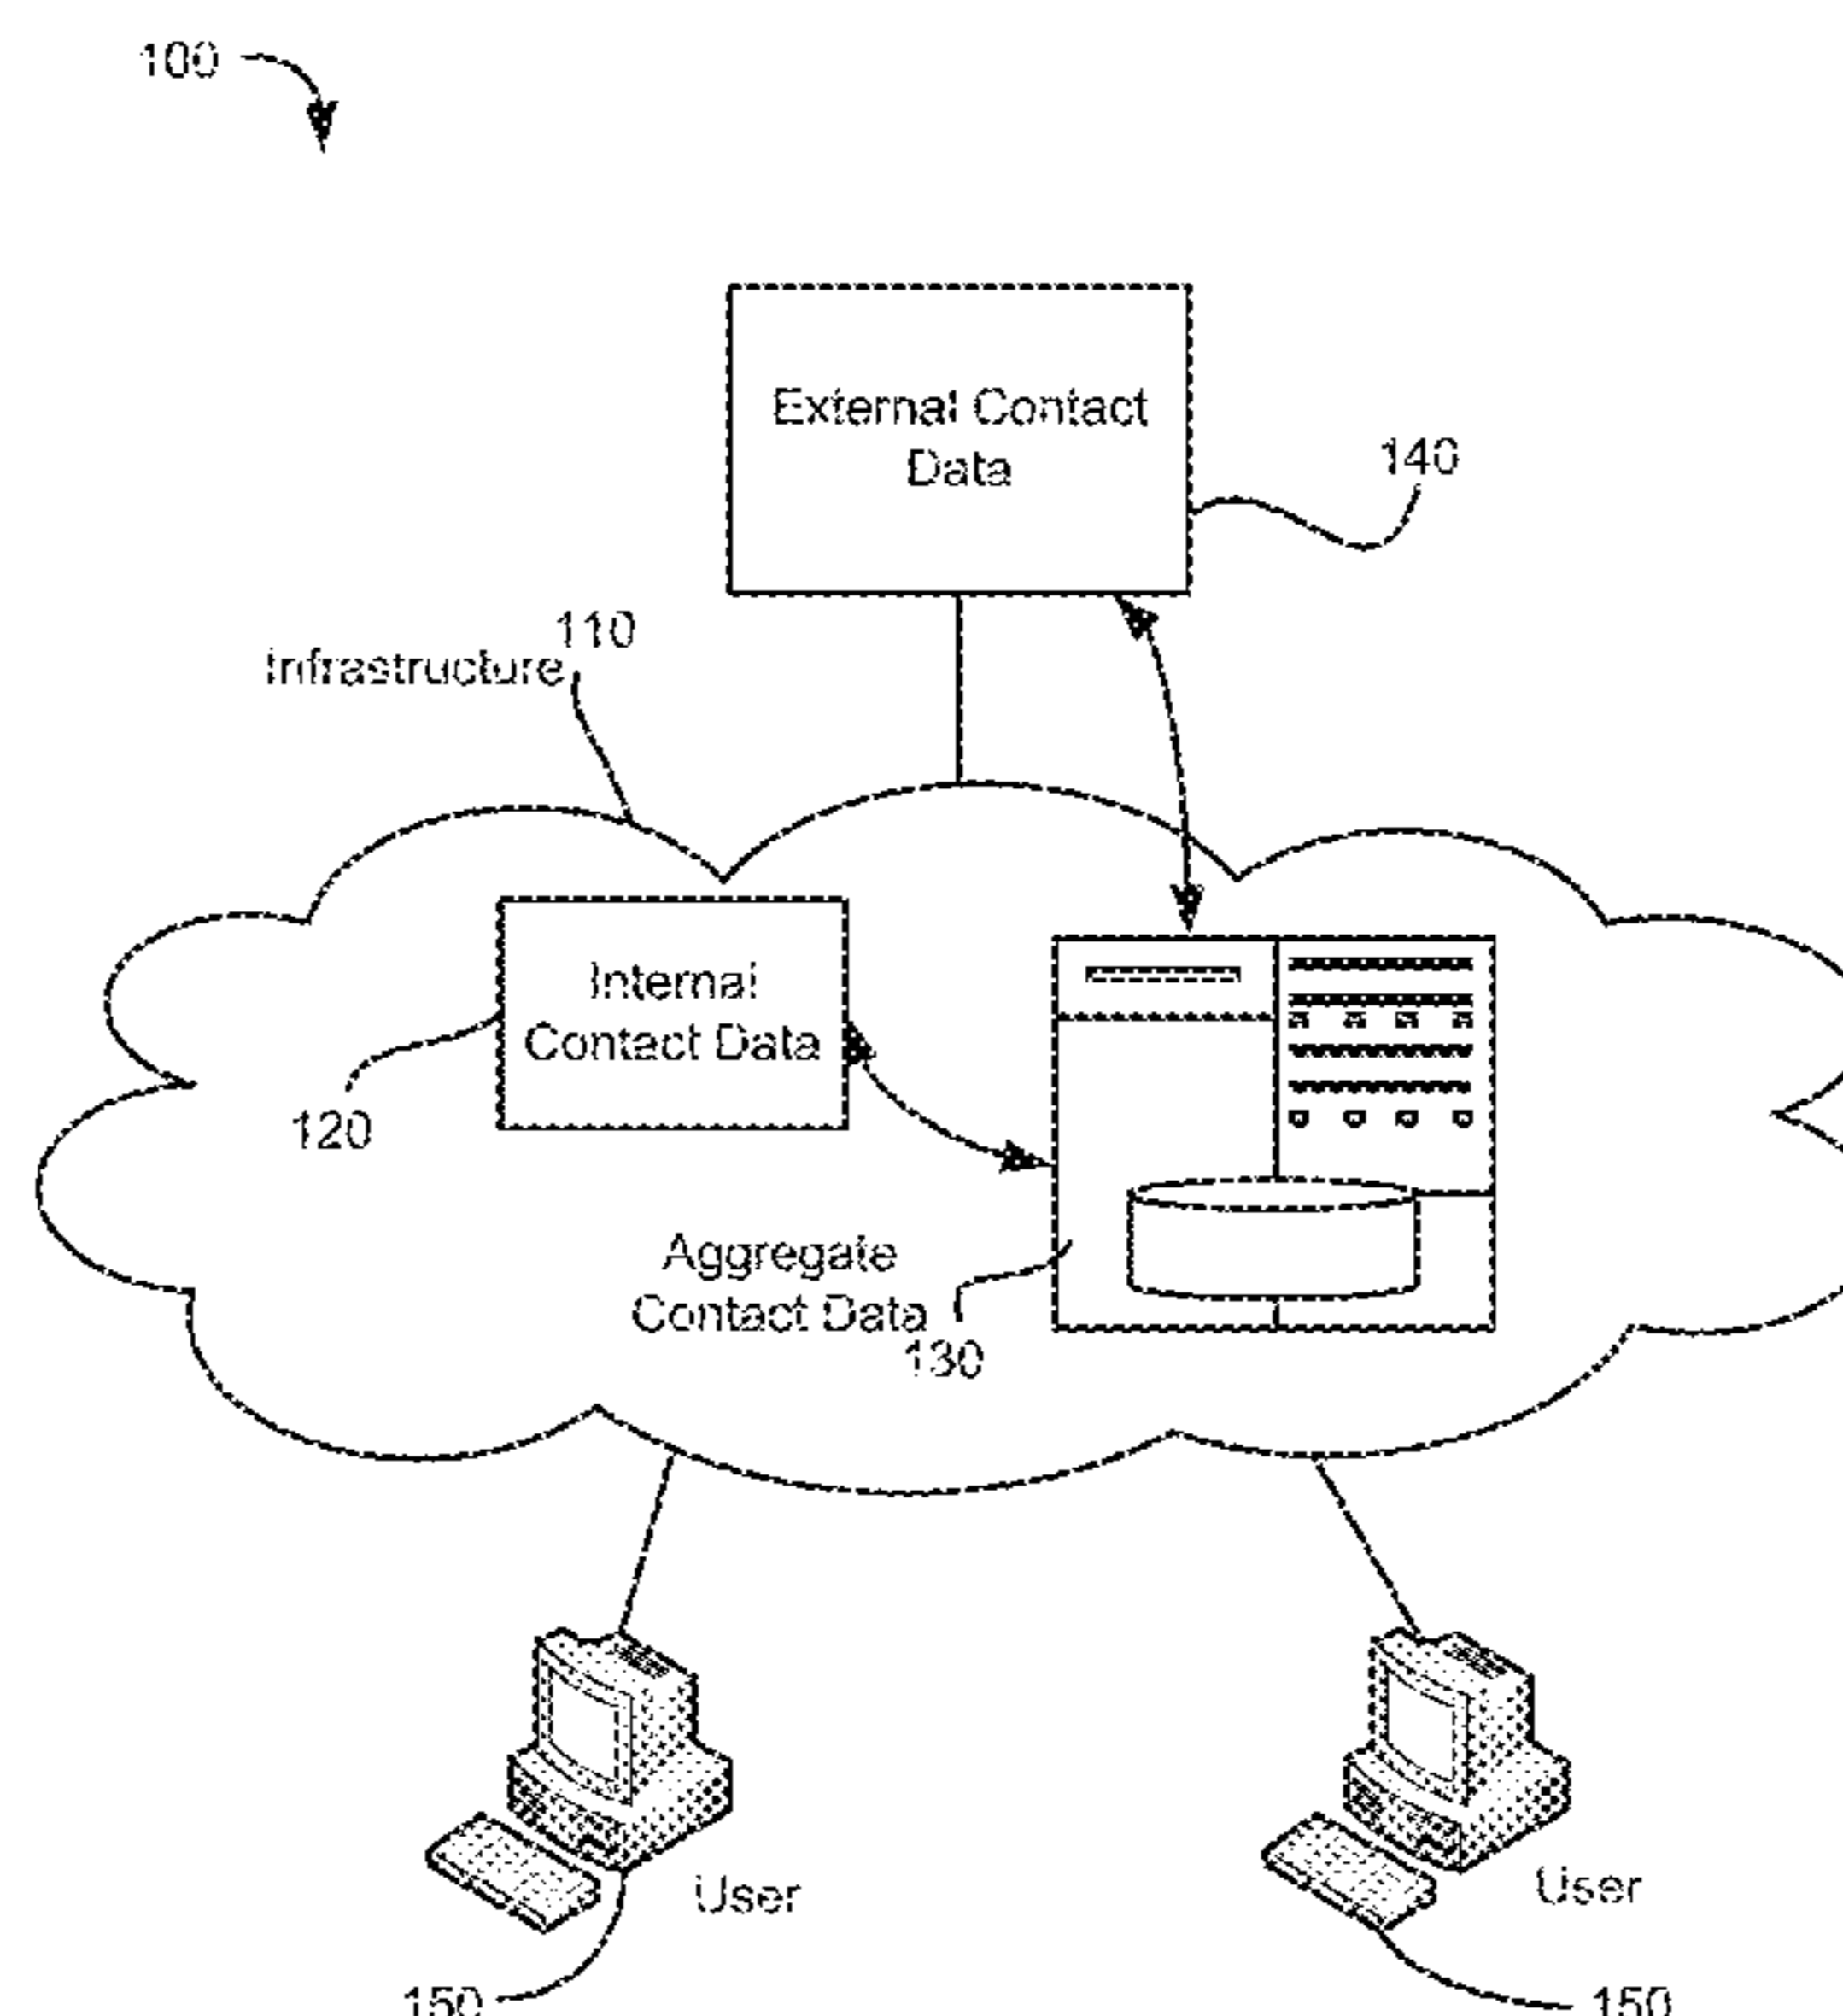 100
External Contact
Data
140
110
Infrastructure
Internal
Contact Data
120
Aggregate
Contact Data
130
User
User
150
150